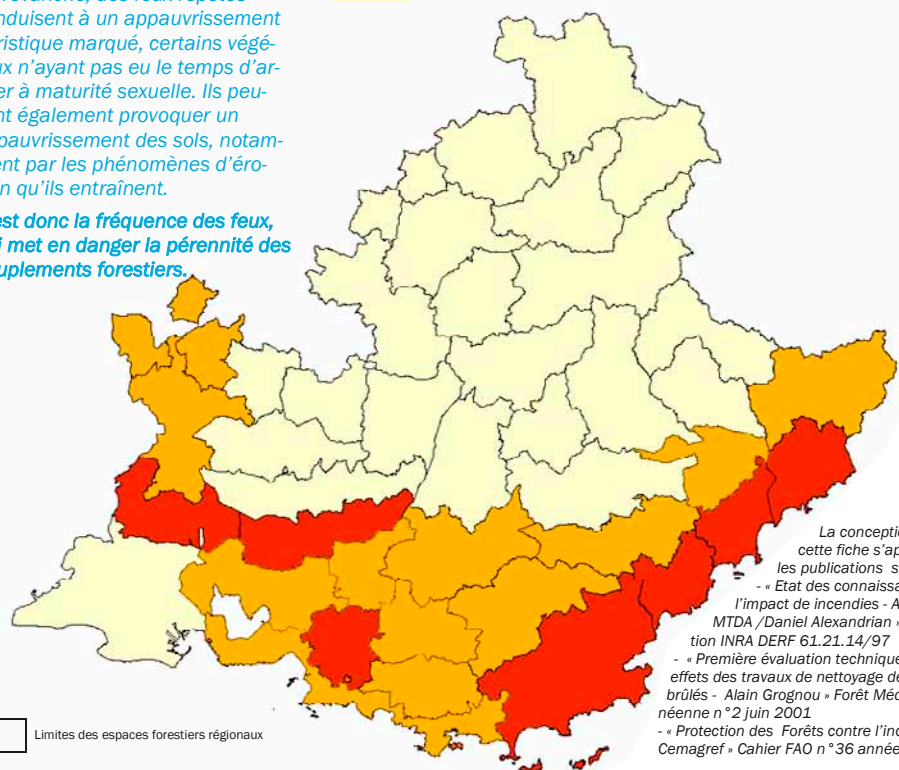 nduisent à un appauvrissement
ristique marqué, certains végé-
ux n'ayant pas eu le temps d'ar-
er à maturité sexuelle. Ils peu-
nt également provoquer un
pauvrissement des sols, notam-
ent par les phénomènes d'éro-
n qu'ils entraînent.
est donc la fréquence des feux,
i met en danger la pérennité des
uplements forestiers.
La conceptio
cette fiche s'ap
les publications s
- « Etat des connaissa
l'impact de incendies - A
MTDA /Daniel Alexandrian »
tion INRA DERF 61.21.14/97
- « Première évaluation technique
effets des travaux de nettoyage de
brûlés - Alain Grognou » Forêt Méd
néenne n°2 juin 2001
- « Protection des Forêts contre l'inc
Cemagref » Cahier FAO n°36 année
Limites des espaces forestiers régionaux